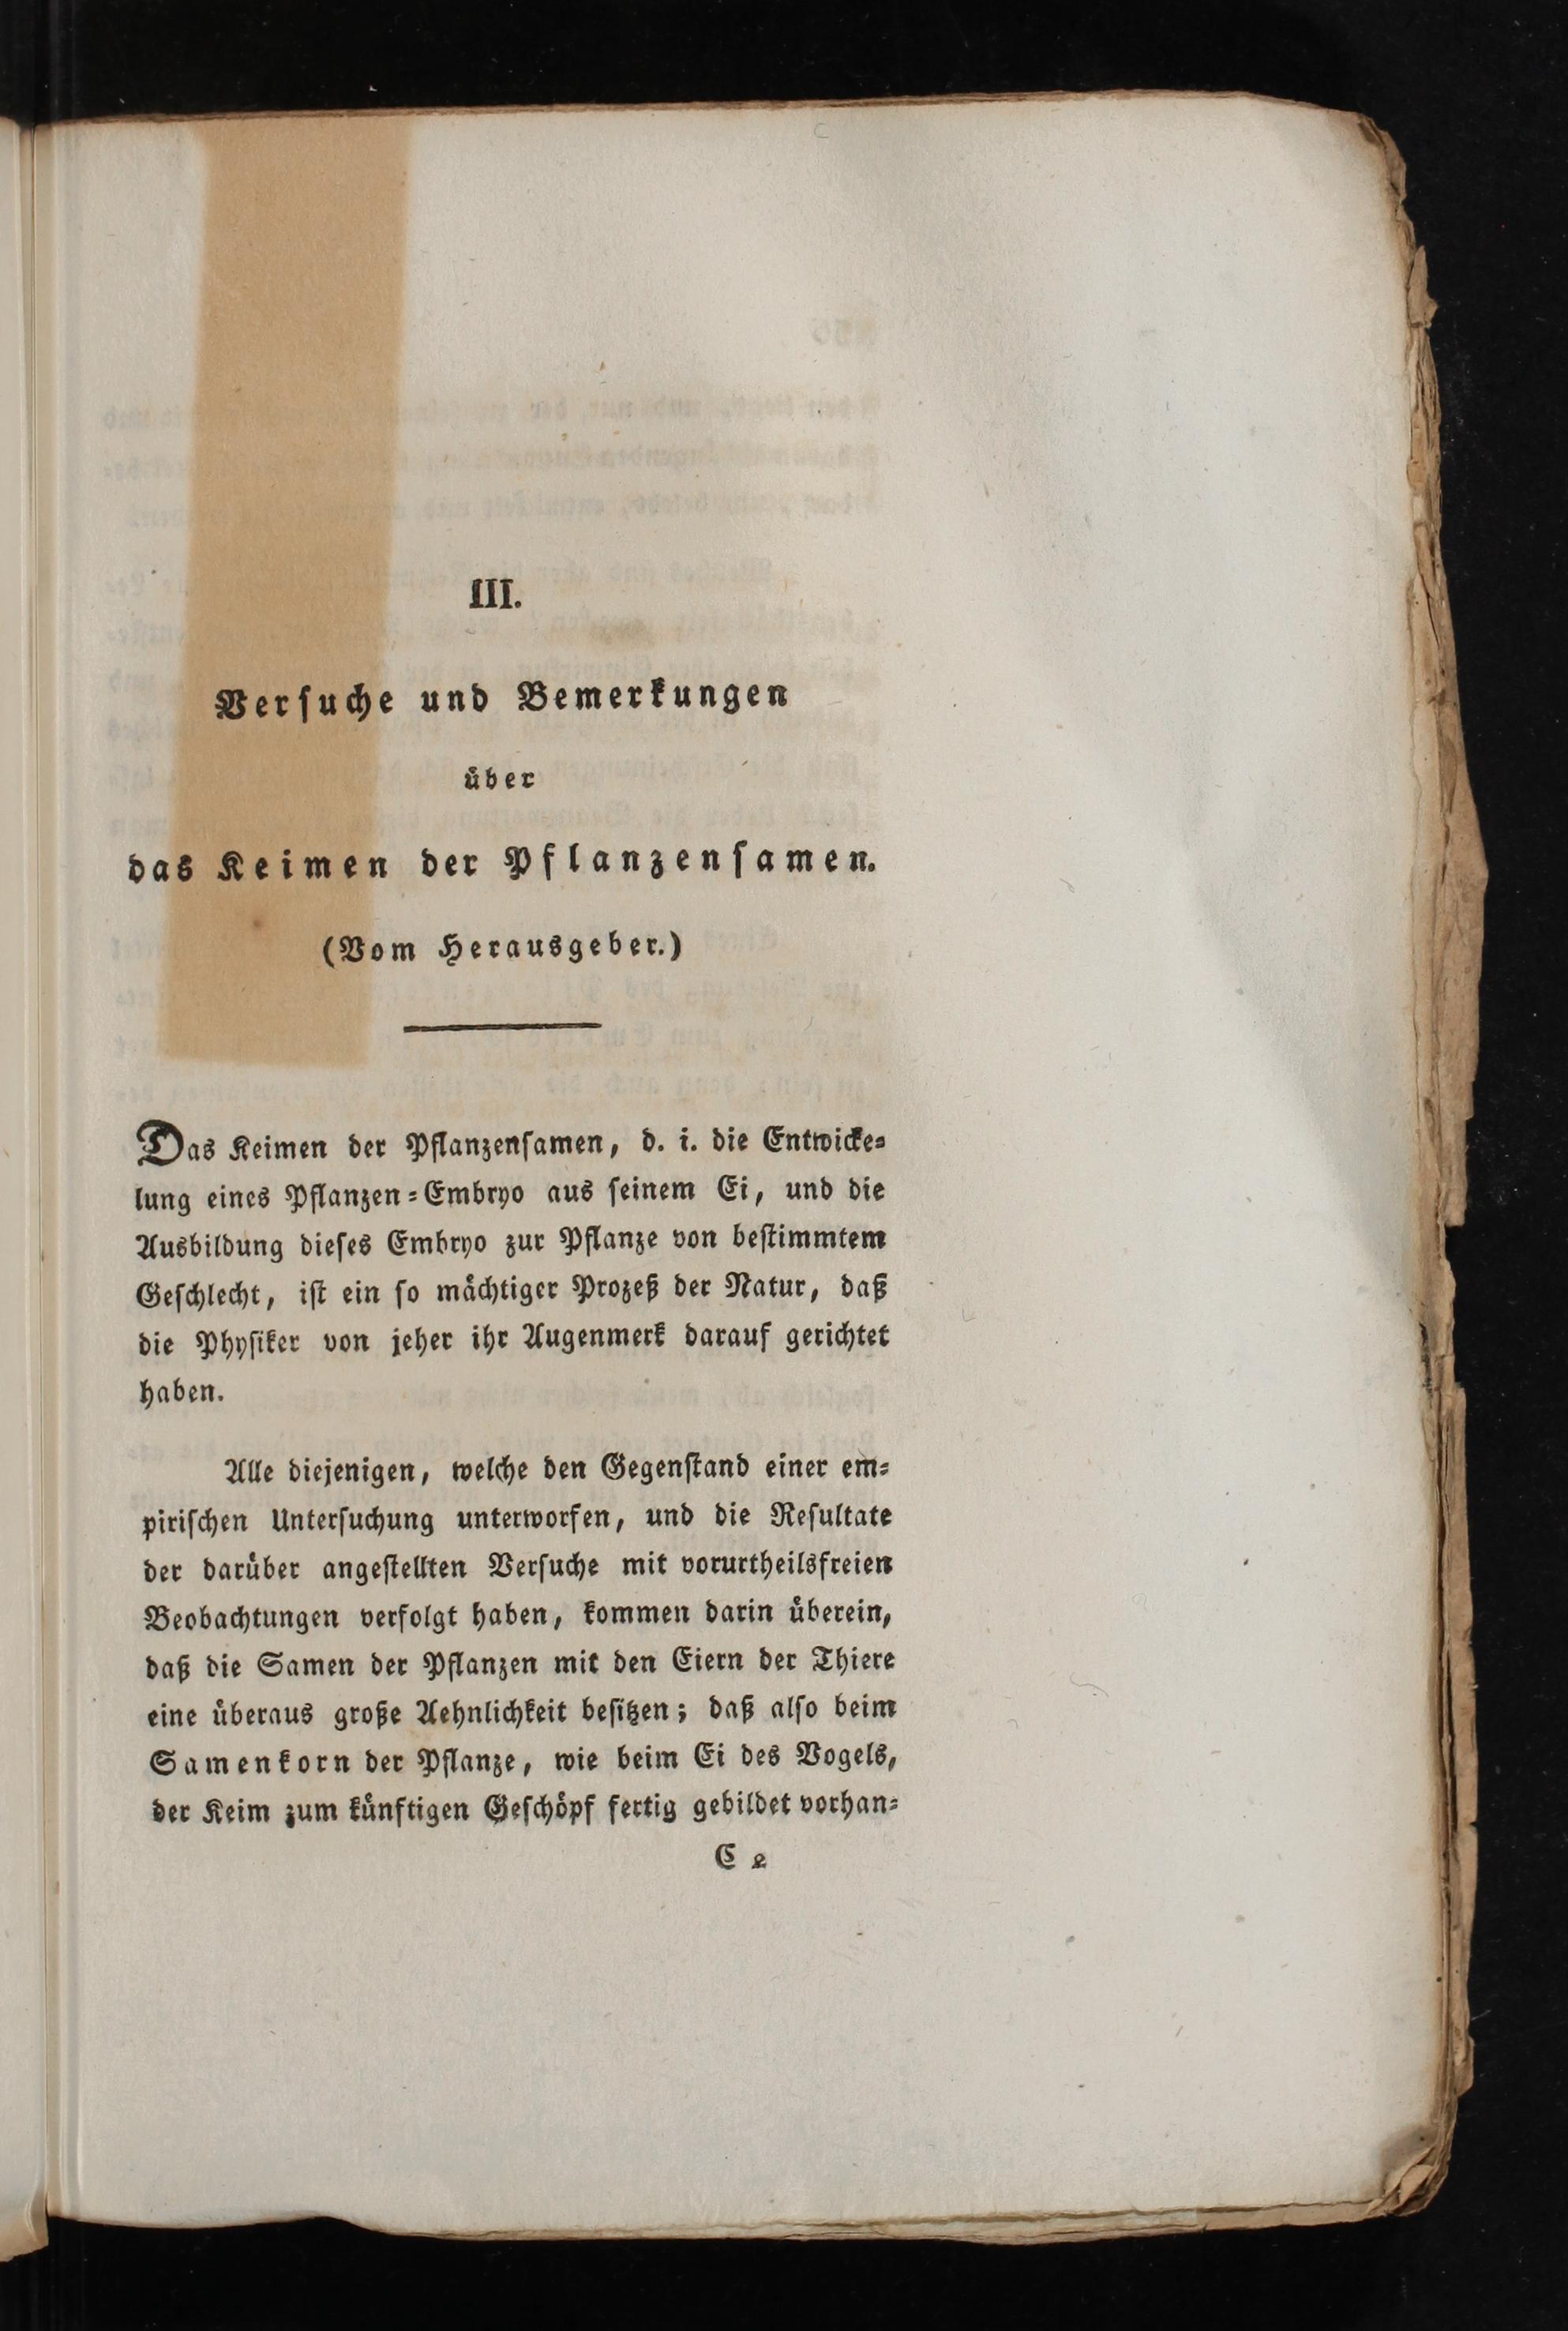 III.
Versuche und Bemerkungen
über
das Keimen der Pflanzensamen.
(Vom Herausgeber.)
Das Keimen der Pflanzensamen, d. i. die Entwicke-
lung eines Pflanzen-Embryo aus seinem Ei, und die
Ausbildung dieses Embryo zur Pflanze von bestimmtem
Geschlecht, ist ein so mächtiger Prozeß der Natur, daß
die Physiker von jeher ihr Augenmerk darauf gerichtet
haben.
Alle diejenigen, welche den Gegenstand einer em-
pirischen Untersuchung unterworfen, und die Resultate
der darüber angestellten Versuche mit vorurtheilsfreien
Beobachtungen verfolgt haben, kommen darin überein,
daß die Samen der Pflanzen mit den Eiern der Thiere
eine überaus große Aehnlichkeit besitzen; daß also beim
Samenkorn der Pflanze, wie beim Ei des Vogels,
der Keim zum künftigen Geschöpf fertig gebildet vorhan-
C 2